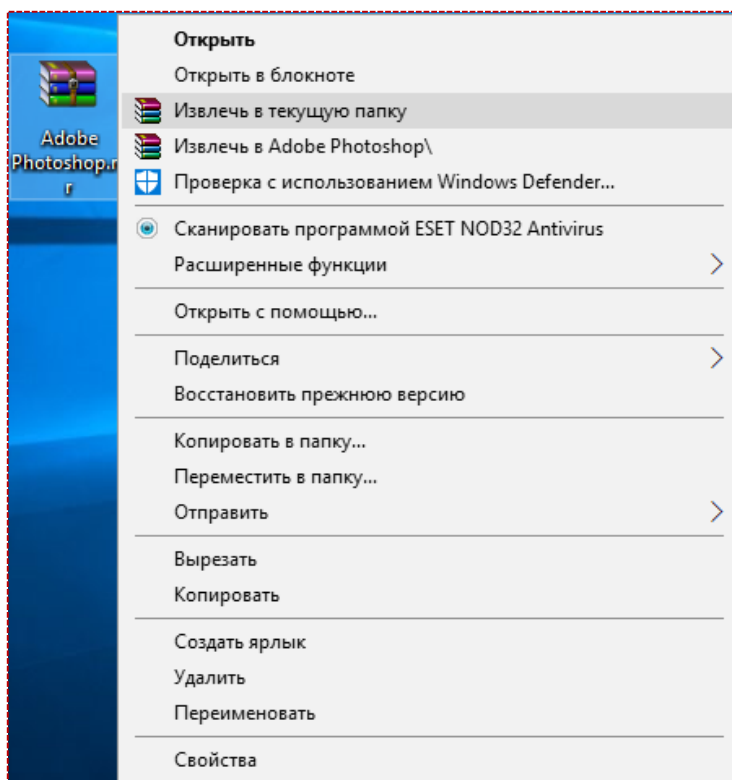 Adobe
Photoshop.r
r
Открыть
Открыть в блокноте
Извлечь в текущую папку
Извлечь в Adobe Photoshop\
Проверка с использованием Windows Defender...
Сканировать программой ESET NOD32 Antivirus
Расширенные функции
Открыть с помощью...
Поделиться
Восстановить прежнюю версию
Копировать в папку...
Переместить в папку...
Отправить
Вырезать
Копировать
Создать ярлык
Удалить
Переименовать
Свойства